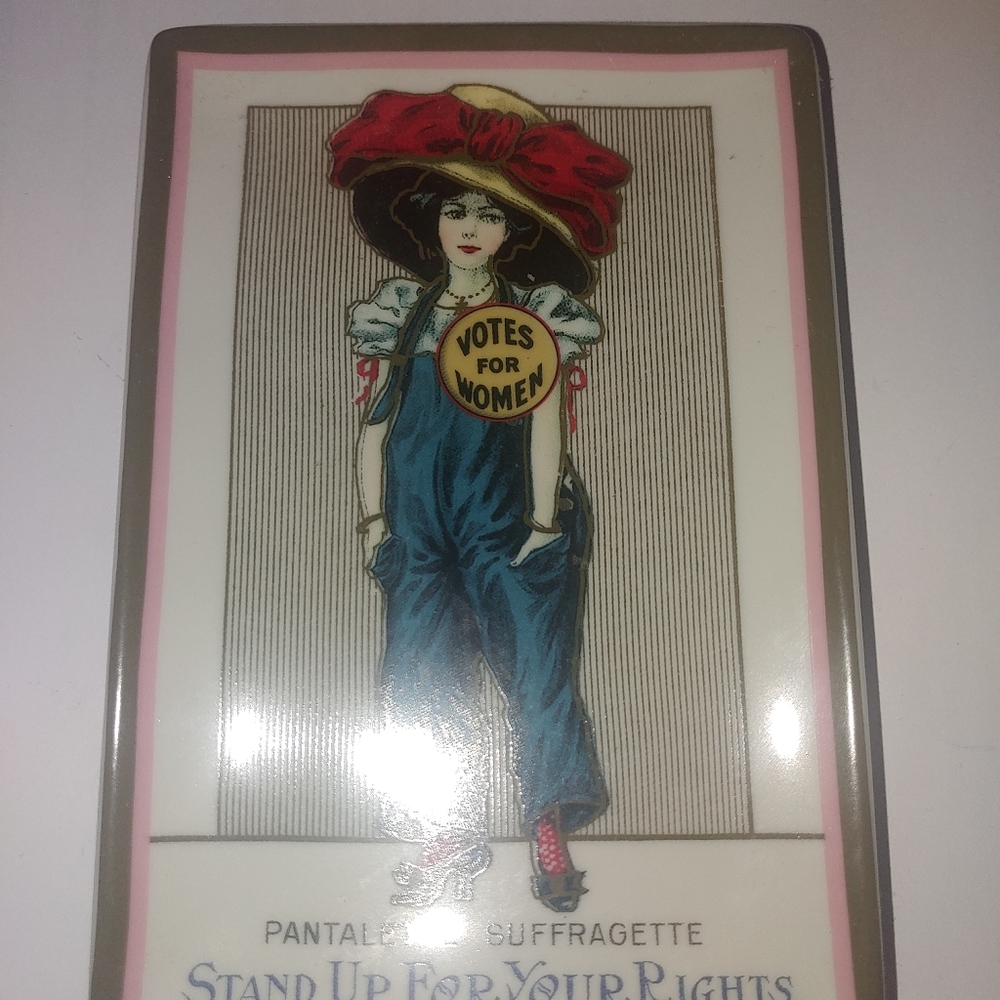 VOTES
FOR
WOMEN
SUFFRAGETTE
STAND UP FOR YOUR RIGHTS